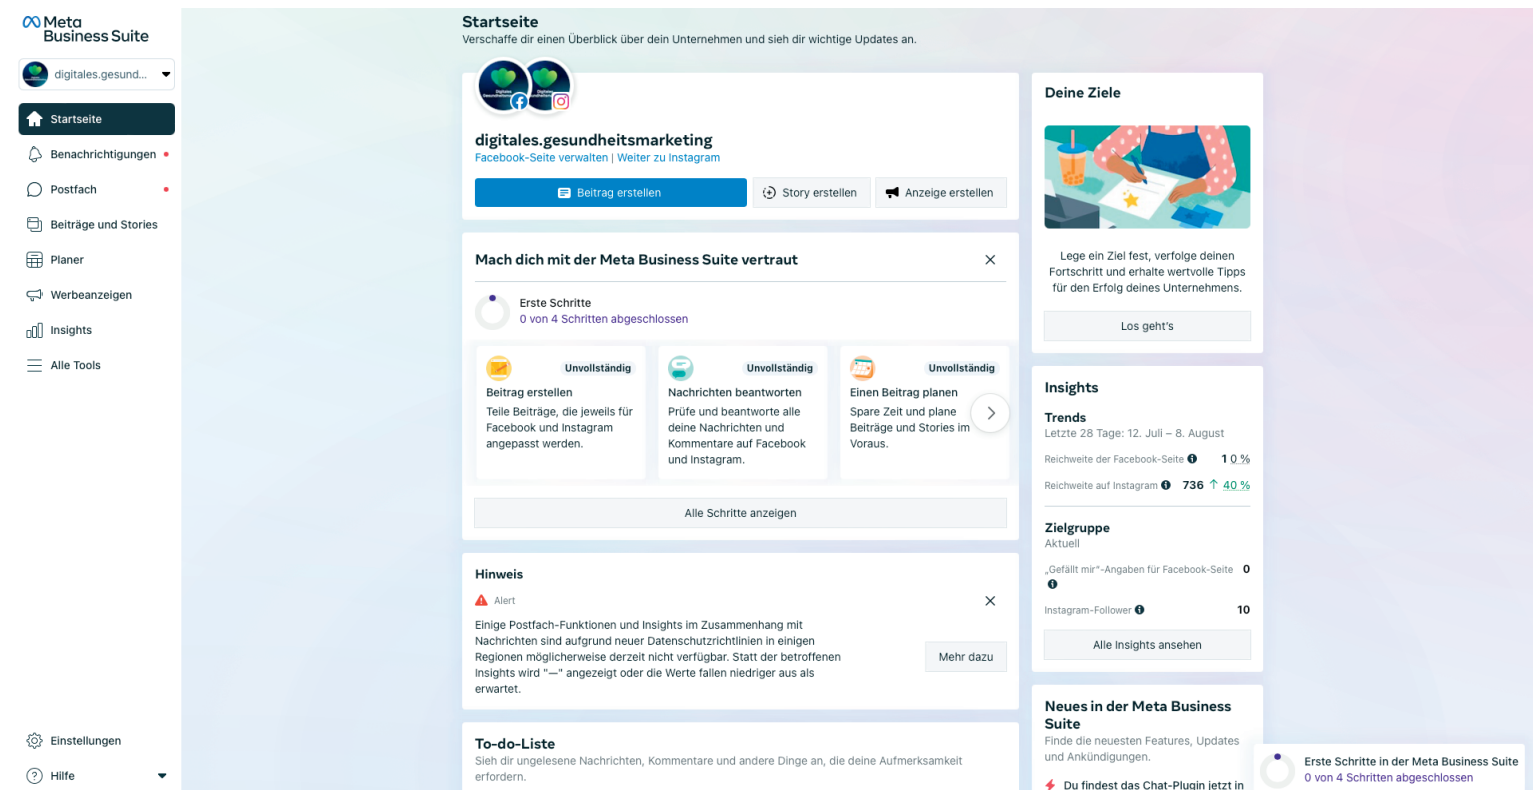 Meta
Business Suite
digitales.gesund...
Startseite
Benachrichtigungen
Postfach
Beiträge und Stories
Planer
Werbeanzeigen
Insights
Alle Tools
Einstellungen
Hilfe
Startseite
Verschaffe dir einen Überblick über dein Unternehmen und sieh dir wichtige Updates an.
digitales.gesundheitsmarketing
Facebook-Seite verwalten | Weiter zu Instagram
Beitrag erstellen
Story erstellen
Anzeige erstellen
Mach dich mit der Meta Business Suite vertraut
Erste Schritte
0 von 4 Schritten abgeschlossen
Unvollständig
Beitrag erstellen
Teile Beiträge, die jeweils für
Facebook und Instagram
angepasst werden.
Unvollständig
Nachrichten beantworten
Prüfe und beantworte alle
deine Nachrichten und
Kommentare auf Facebook
und Instagram.
Unvollständig
Einen Beitrag planen
Spare Zeit und plane
Beiträge und Stories im
Voraus.
Alle Schritte anzeigen
Hinweis
Alert
Einige Postfach-Funktionen und Insights im Zusammenhang mit
Nachrichten sind aufgrund neuer Datenschutzrichtlinien in einigen
Regionen möglicherweise derzeit nicht verfügbar. Statt der betroffenen
Insights wird "—" angezeigt oder die Werte fallen niedriger aus als
erwartet.
Mehr dazu
To-do-Liste
Sieh dir ungelesene Nachrichten, Kommentare und andere Dinge an, die deine Aufmerksamkeit
erfordern.
Deine Ziele
Lege ein Ziel fest, verfolge deinen
Fortschritt und erhalte wertvolle Tipps
für den Erfolg deines Unternehmens.
Los geht's
Insights
Trends
Letzte 28 Tage: 12. Juli – 8. August
Reichweite der Facebook-Seite 1 0 %
Reichweite auf Instagram 736 ↑ 40 %
Zielgruppe
Aktuell
„Gefällt mir"-Angaben für Facebook-Seite 0
Instagram-Follower 10
Alle Insights ansehen
Neues in der Meta Business
Suite
Finde die neuesten Features, Updates
und Ankündigungen.
Du findest das Chat-Plugin jetzt in
Erste Schritte in der Meta Business Suite
0 von 4 Schritten abgeschlossen